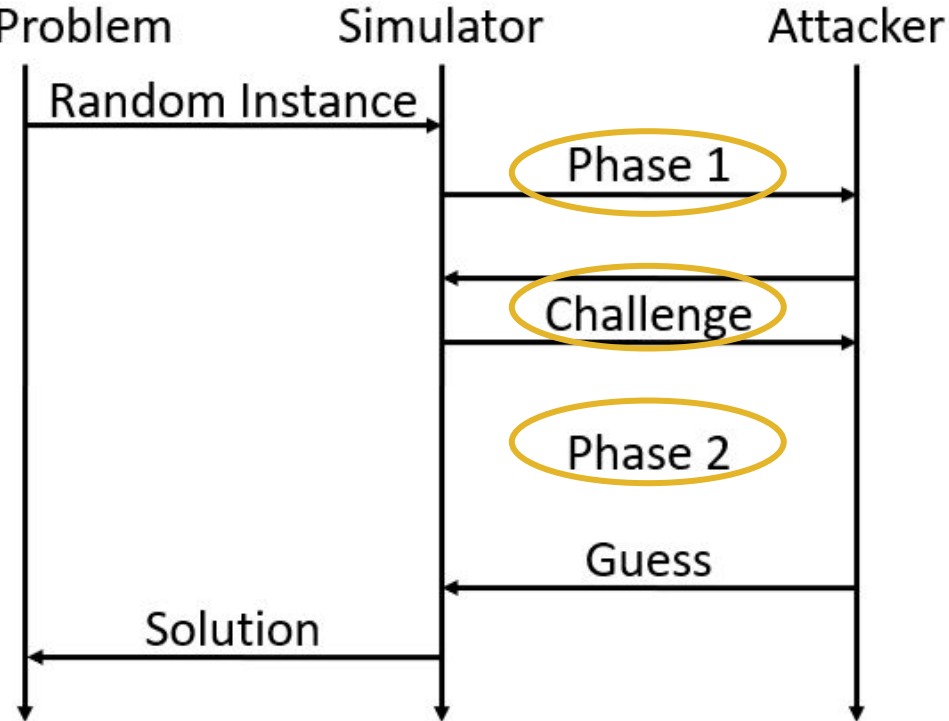 Problem Simulator Attacker
Random Instance
Phase 1
Challenge
Phase 2
Guess
Solution